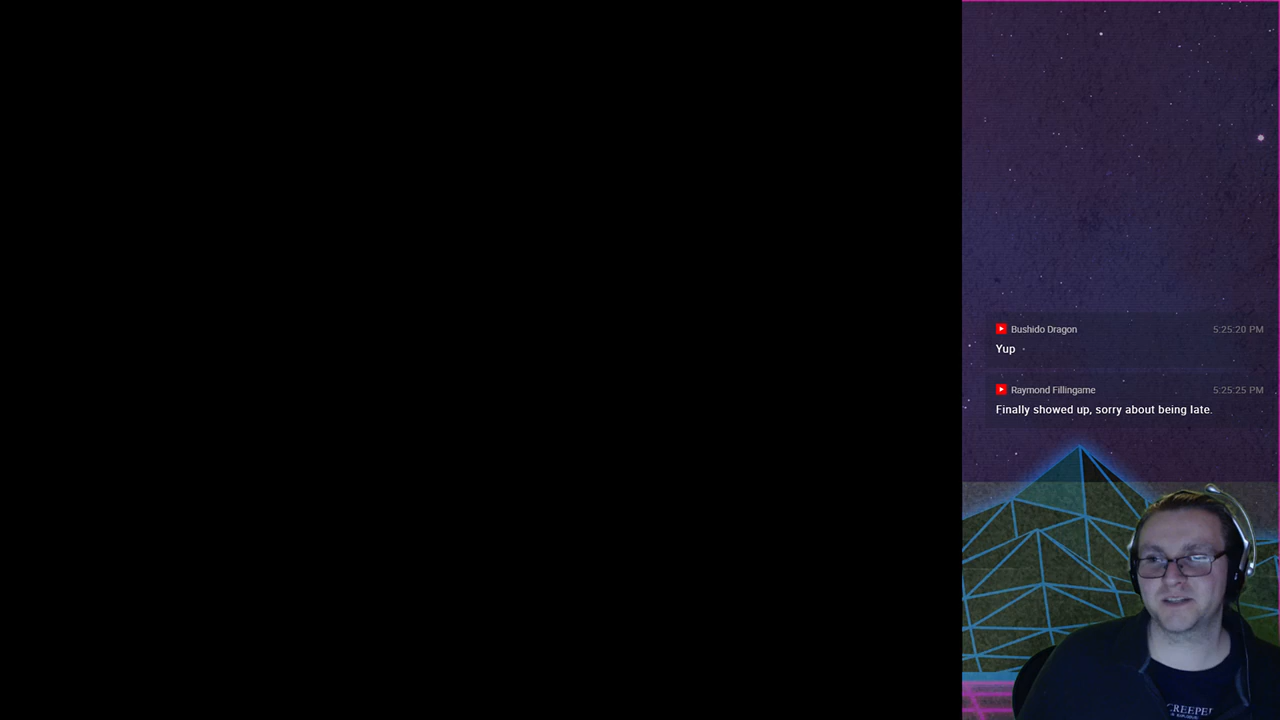 Bushido Dragon 5:25:20 PM
Yup
Raymond Fillingame 5:25:25 PM
Finally showed up, sorry about being late.
CREEPER